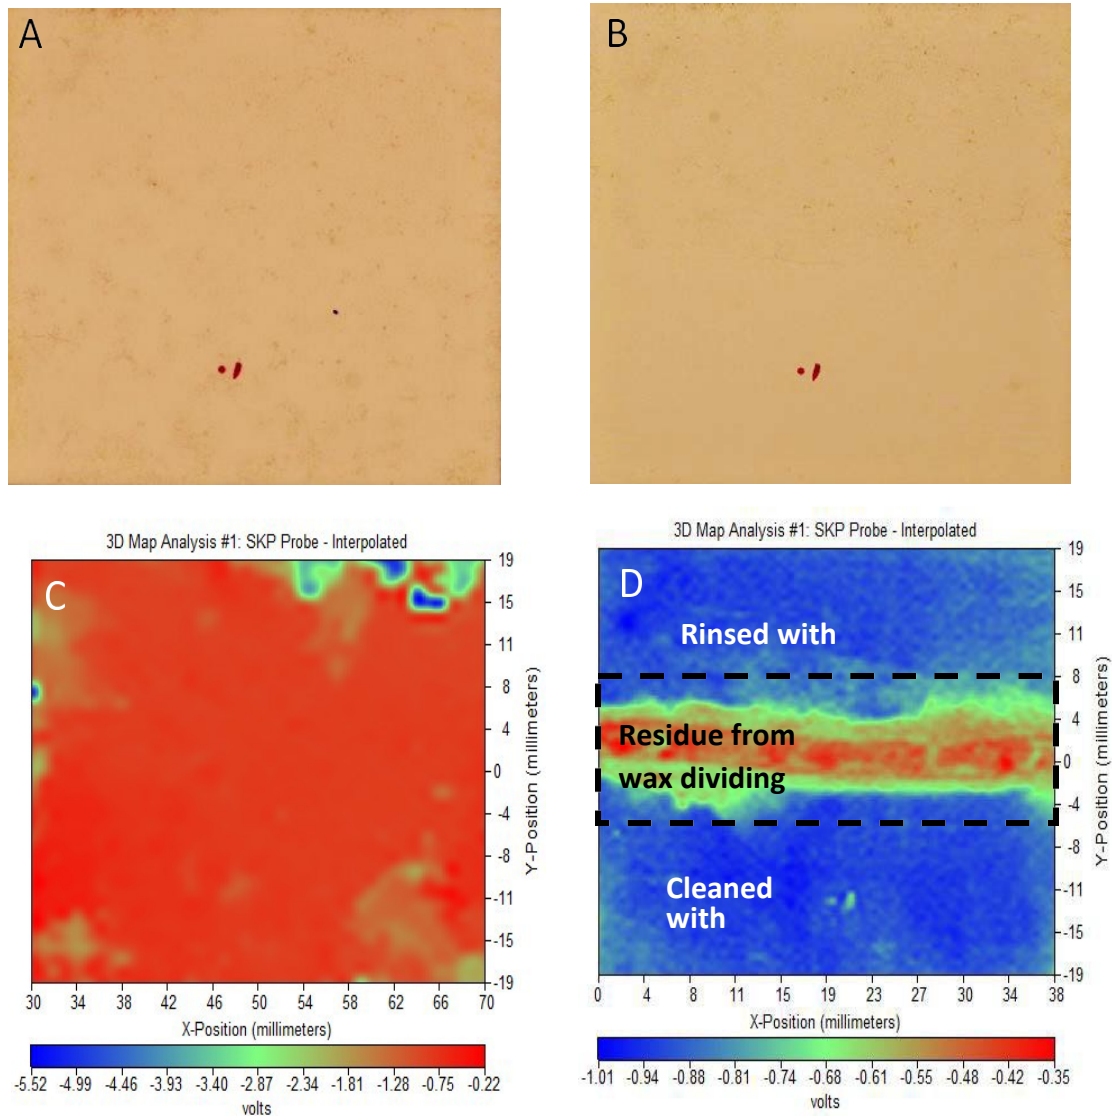 A
B
3D Map Analysis #1: SKP Probe - Interpolated
C
19
15
11
8
4
0
-4
-8
-11
-15
-19
Y-Position (millimeters)
30 34 38 42 46 50 54 58 62 66 70
X-Position (millimeters)
-5.52 -4.99 -4.46 -3.93 -3.40 -2.87 -2.34 -1.81 -1.28 -0.75 -0.22
volts
3D Map Analysis #1: SKP Probe - Interpolated
D
Rinsed with
Residue from
wax dividing
Cleaned
with
19
15
11
8
4
0
-4
-8
-11
-15
-19
Y-Position (millimeters)
0 4 8 11 15 19 23 27 30 34 38
X-Position (millimeters)
-1.01 -0.94 -0.88 -0.81 -0.74 -0.68 -0.61 -0.55 -0.48 -0.42 -0.35
volts